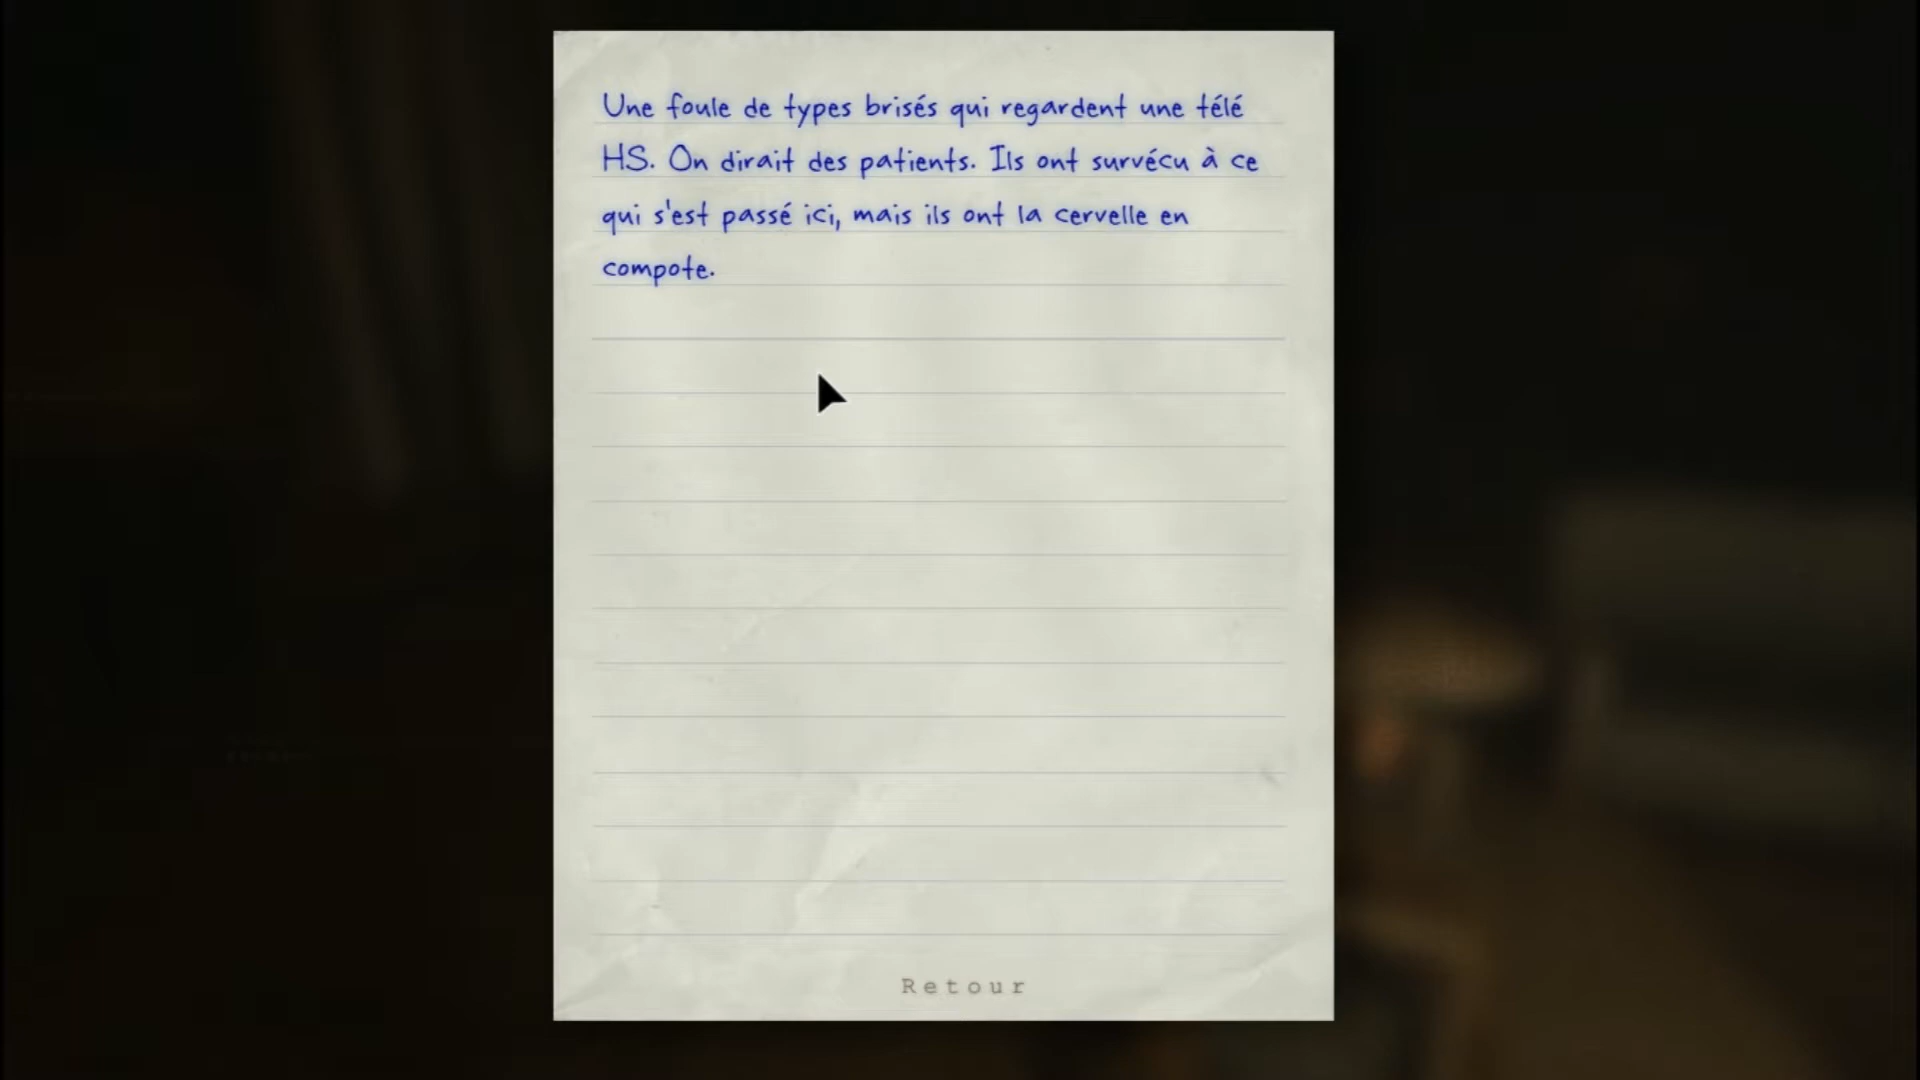 Une foule de types brisés qui regardent une télé
HS. On dirait des patients. Ils ont survécu à ce
qui s'est passé ici, mais ils ont la cervelle en
compote.
Retour